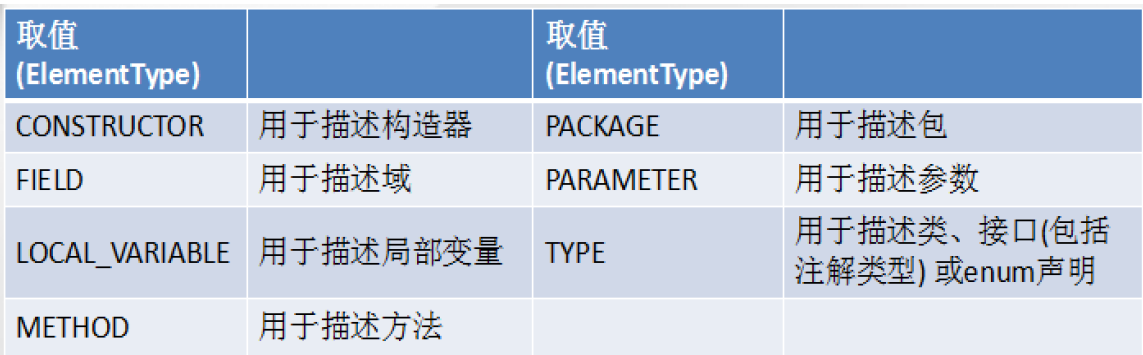 取值
(ElementType)
取值
(ElementType)
CONSTRUCTOR 用于描述构造器 PACKAGE 用于描述包
FIELD 用于描述域 PARAMETER 用于描述参数
LOCAL_VARIABLE 用于描述局部变量 TYPE 用于描述类、接口(包括
注解类型) 或enum声明
METHOD 用于描述方法